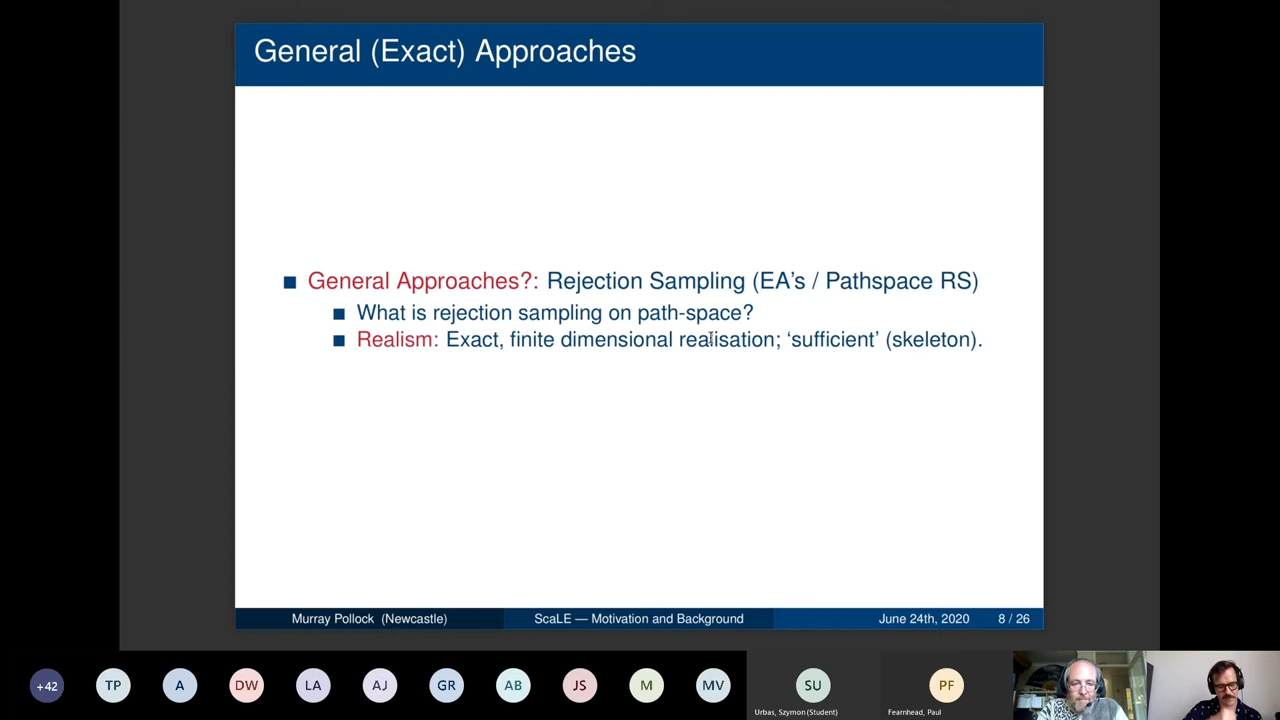 General (Exact) Approaches
General Approaches?: Rejection Sampling (EA's / Pathspace RS)
What is rejection sampling on path-space?
Realism: Exact, finite dimensional realisation; ‘sufficient’ (skeleton).
Murray Pollock (Newcastle) ScaLE — Motivation and Background June 24th, 2020 8 / 26
+42 TP A DW LA AJ GR AB JS M MV SU PF
Urbas, Szymon (Student) Fearnhead, Paul